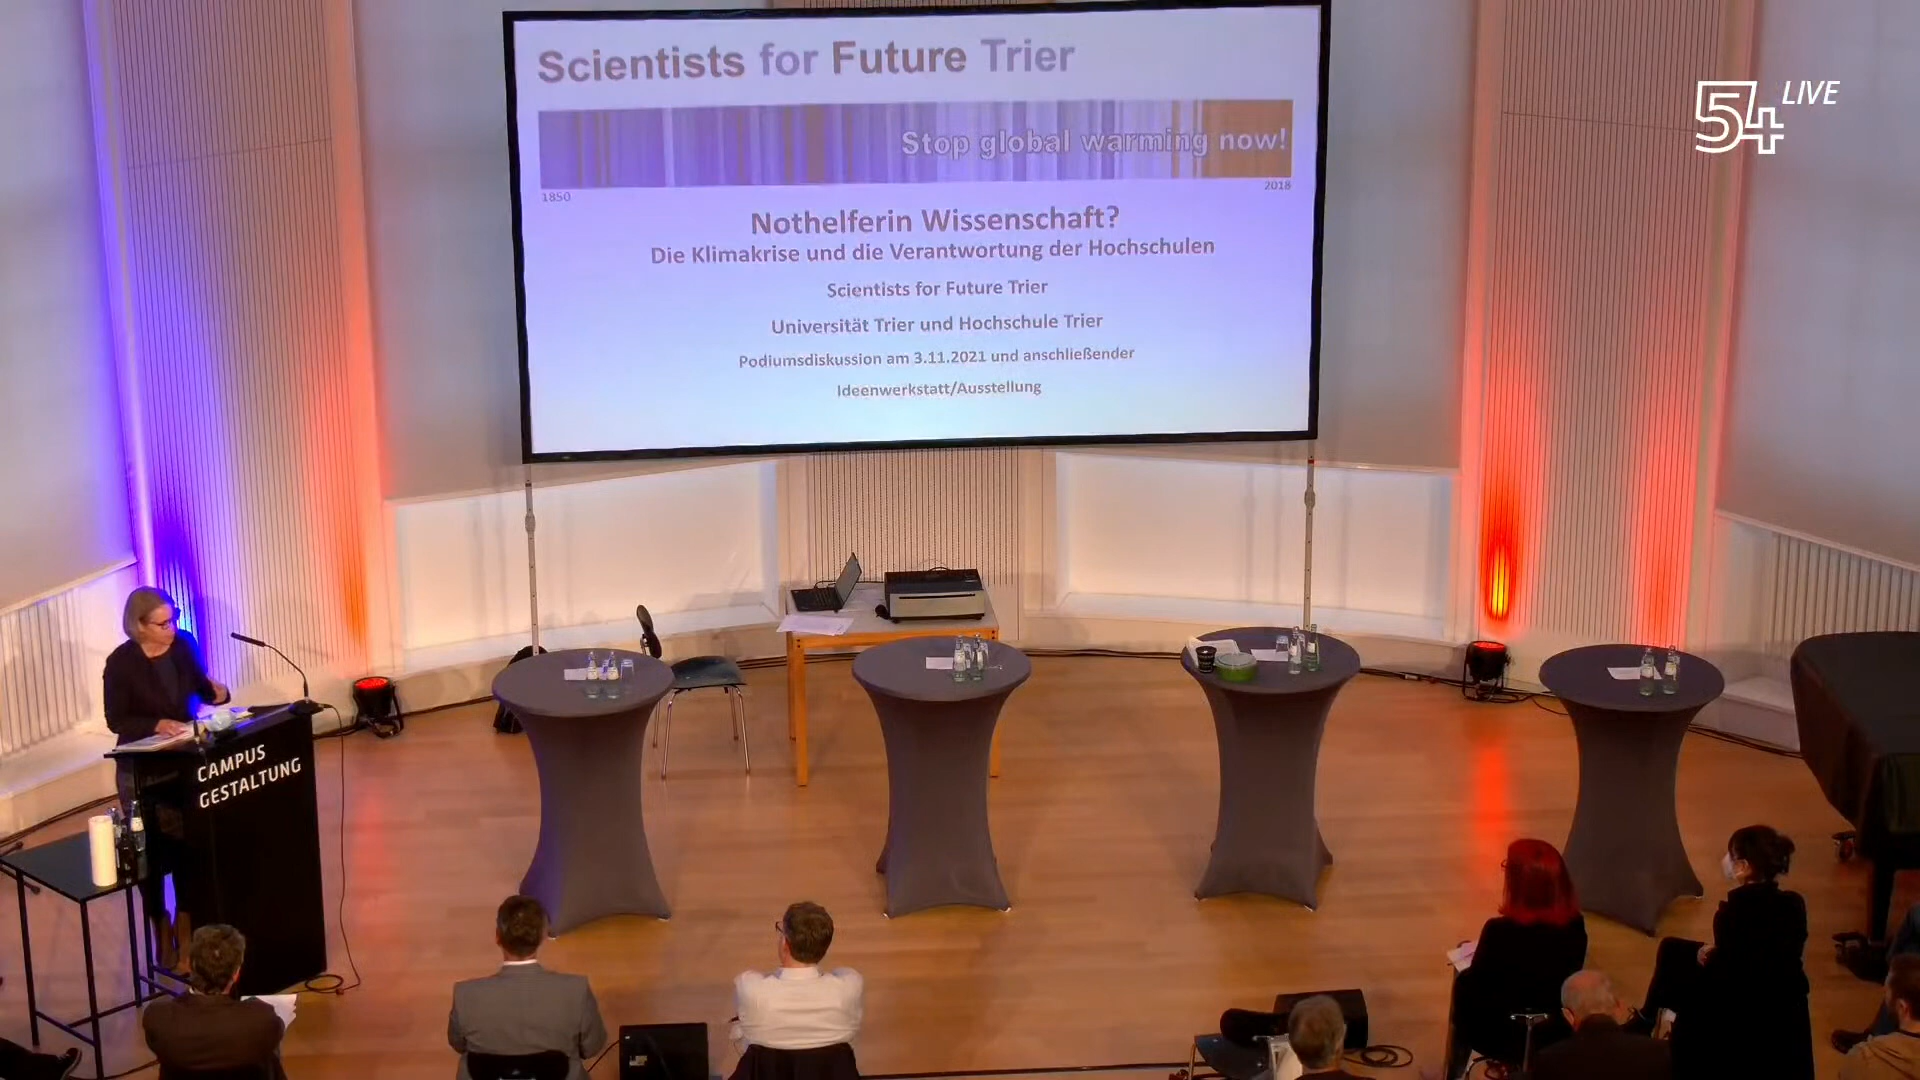 Scientists for Future Trier
Stop global warming now!
1850
2018
Nothelferin Wissenschaft?
Die Klimakrise und die Verantwortung der Hochschulen
Scientists for Future Trier
Universität Trier und Hochschule Trier
Podiumsdiskussion am 3.11.2021 und anschließender
Ideenwerkstatt/Ausstellung
54 LIVE
CAMPUS
GESTALTUNG